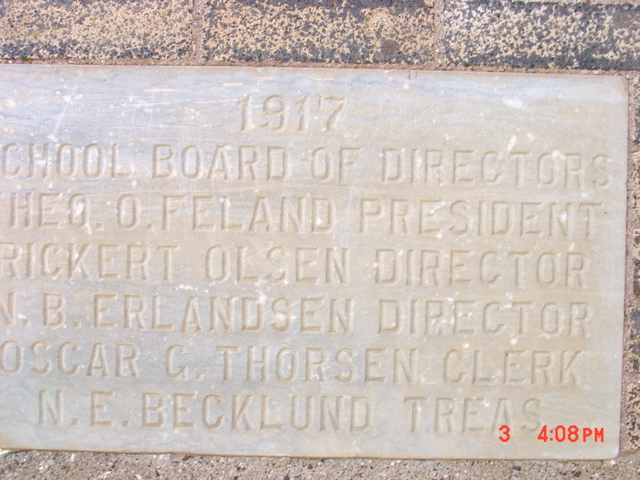 1917
CHOOL BOARD OF DIRECTORS
HEO. O. FELAND PRESIDENT
RICKERT OLSEN DIRECTOR
N. B. ERLANDSEN DIRECTOR
OSCAR G. THORSEN CLERK
N. E. BECKLUND TREAS.
3 4:08PM